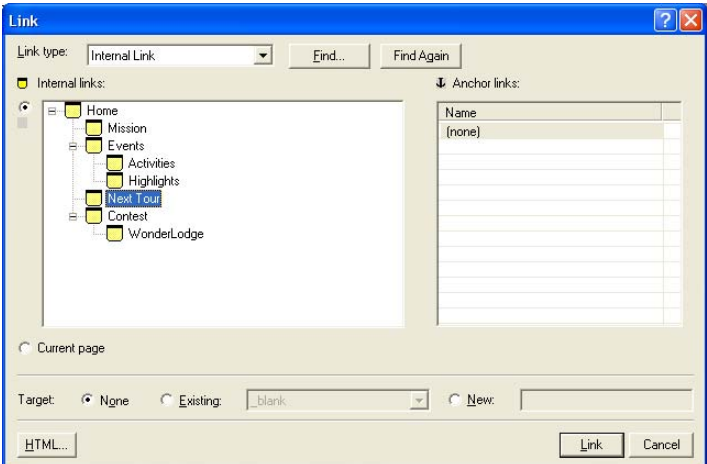 Link
Link type: Internal Link Find... Find Again
Internal links: Anchor links:
Home
Mission
Events
Activities
Highlights
Next Tour
Contest
WonderLodge
Name
(none)
Current page
Target: None Existing: _blank New:
HTML... Link Cancel